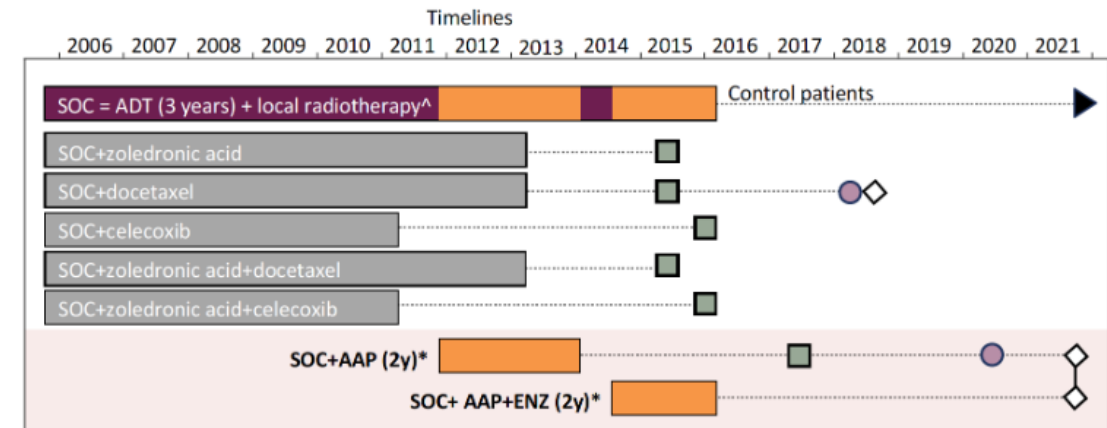 Timelines
2006 2007 2008 2009 2010 2011 2012 2013 2014 2015 2016 2017 2018 2019 2020 2021
SOC = ADT (3 years) + local radiotherapy^
Control patients
SOC+zoledronic acid
SOC+docetaxel
SOC+celecoxib
SOC+zoledronic acid+docetaxel
SOC+zoledronic acid+celecoxib
SOC+AAP (2y)*
SOC+ AAP+ENZ (2y)*